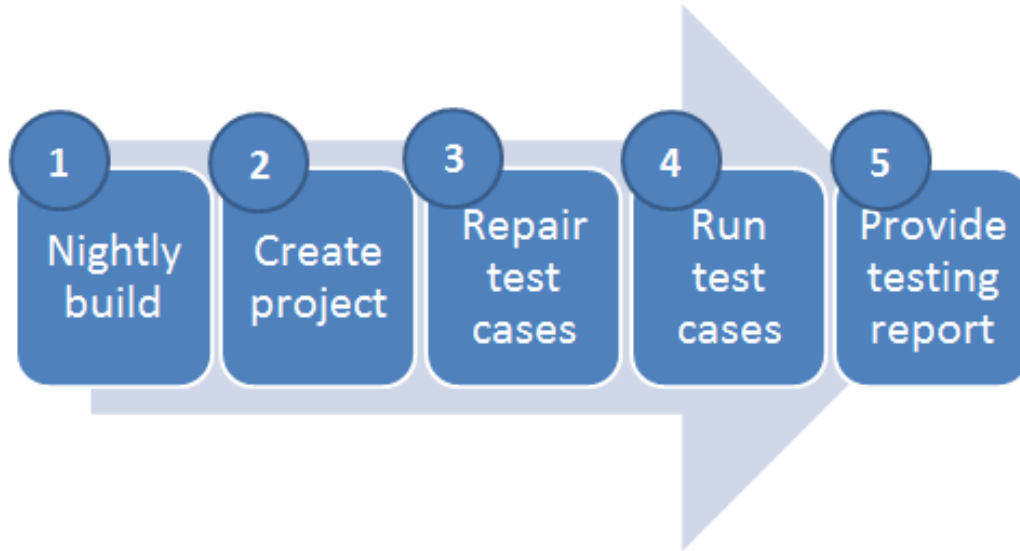 1
Nightly
build
2
Create
project
3
Repair
test
cases
4
Run
test
cases
5
Provide
testing
report